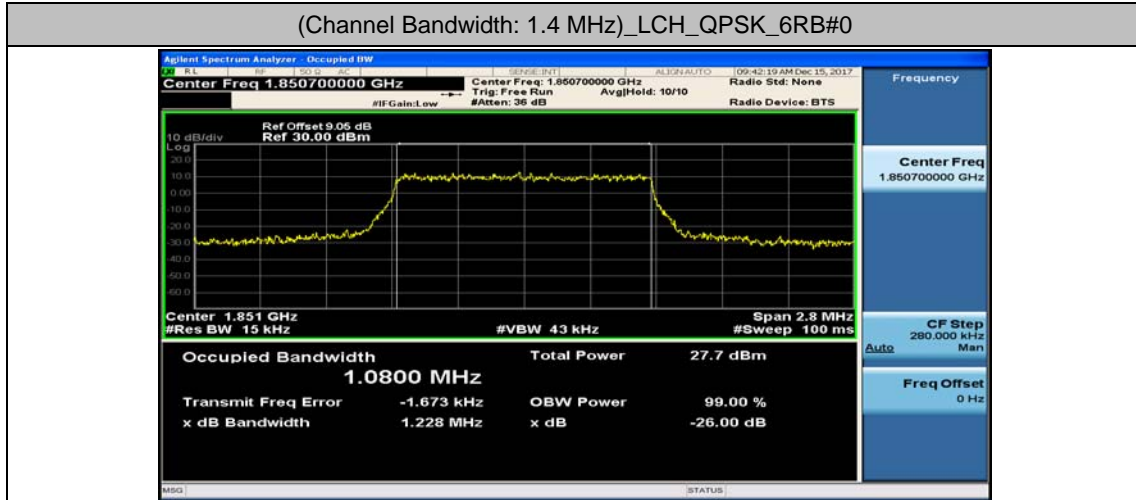 (Channel Bandwidth: 1.4 MHz)_LCH_QPSK_6RB#0
Agilent Spectrum Analyzer - Occupied BW
RL RF 50 Ω AC SENSE:INT ALIGN AUTO 09:42:19 AM Dec 15, 2017
Center Freq 1.850700000 GHz
Center Freq: 1.850700000 GHz
Radio Std: None
Trig: Free Run Avg|Hold: 10/10
#IFGain:Low #Atten: 36 dB
Radio Device: BTS
Ref Offset 9.05 dB
10 dB/div Ref 30.00 dBm
Log
20.0
10.0
0.00
-10.0
-20.0
-30.0
-40.0
-50.0
-60.0
Center 1.851 GHz Span 2.8 MHz
#Res BW 15 kHz #VBW 43 kHz #Sweep 100 ms
Occupied Bandwidth Total Power 27.7 dBm
1.0800 MHz
Transmit Freq Error -1.673 kHz OBW Power 99.00 %
x dB Bandwidth 1.228 MHz x dB -26.00 dB
MSG STATUS
Frequency
Center Freq
1.850700000 GHz
CF Step
280.000 kHz
Auto Man
Freq Offset
0 Hz